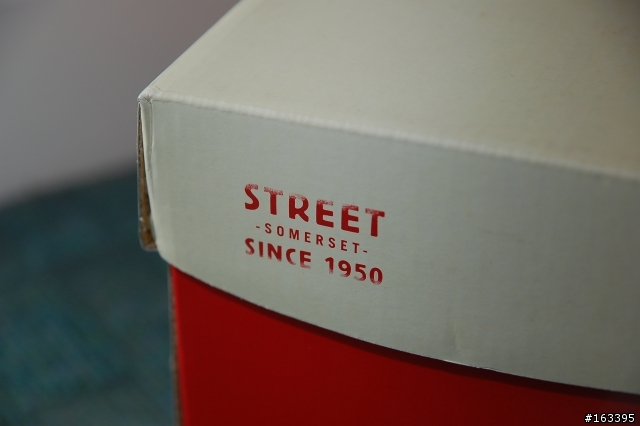 STREET
-SOMERSET-
SINCE 1950
#163395